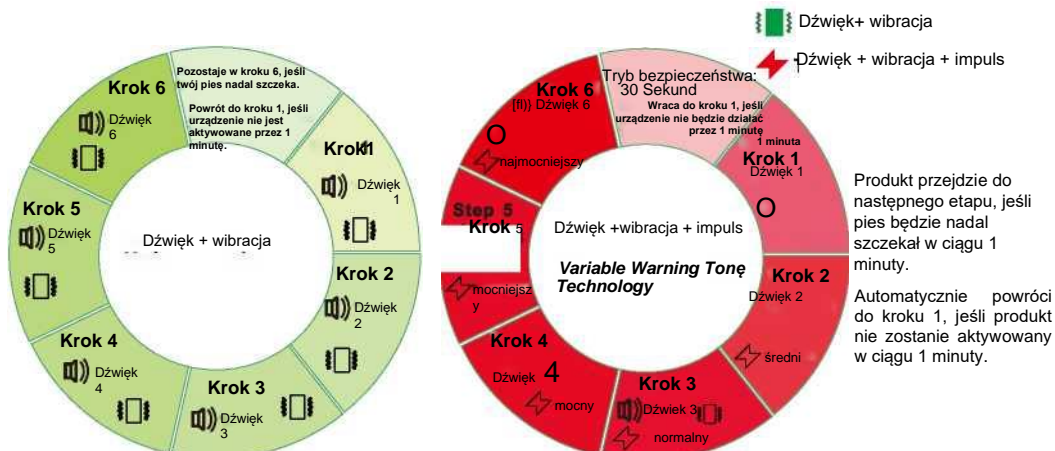 Dźwięk+ wibracja
Dźwięk + wibracja + impuls
Pozostaje w kroku 6, jeśli
twój pies nadal szczeka.
Powrót do kroku 1, jeśli
urządzenie nie jest
aktywowane przez 1
minutę.
Krok 6
Dźwięk
6
Krok1
Dźwięk
1
Krok 5
Dźwięk
5
Dźwięk + wibracja
Krok 2
Dźwięk
2
Krok 4
Dźwięk
4
Krok 3
Dźwięk
3
Tryb bezpieczeństwa:
30 Sekund
Wraca do kroku 1, jeśli
urządzenie nie będzie działać
przez 1 minutę
1 minuta
Krok 6
[fl)} Dźwięk 6
O
najmocniejszy
Krok 1
Dźwięk 1
O
Step 5
Krok 5
mocniejsz
y
Dźwięk +wibracja + impuls
Variable Warning Tonę
Technology
Krok 2
Dźwięk 2
średni
Krok 4
Dźwięk 4
mocny
Krok 3
Dźwiek 3
normalny
Produkt przejdzie do
następnego etapu, jeśli
pies będzie nadal
szczekał w ciągu 1
minuty.
Automatycznie powróci
do kroku 1, jeśli produkt
nie zostanie aktywowany
w ciągu 1 minuty.